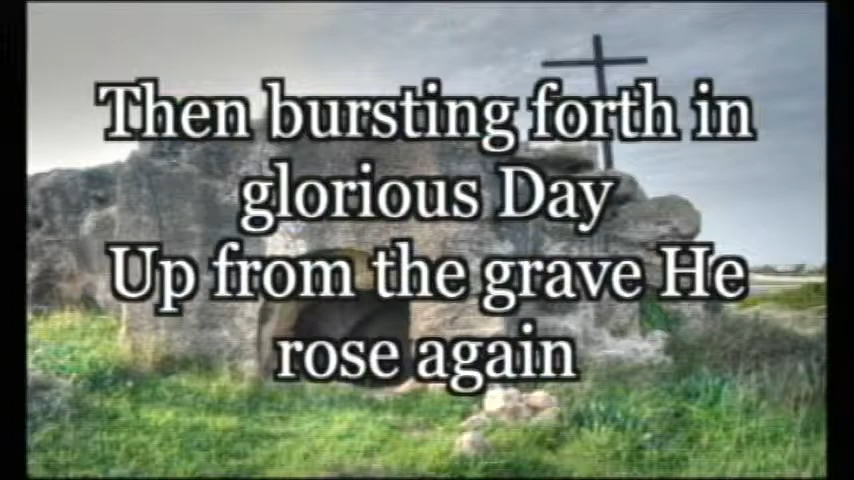 Then bursting forth in
glorious Day
Up from the grave He
rose again